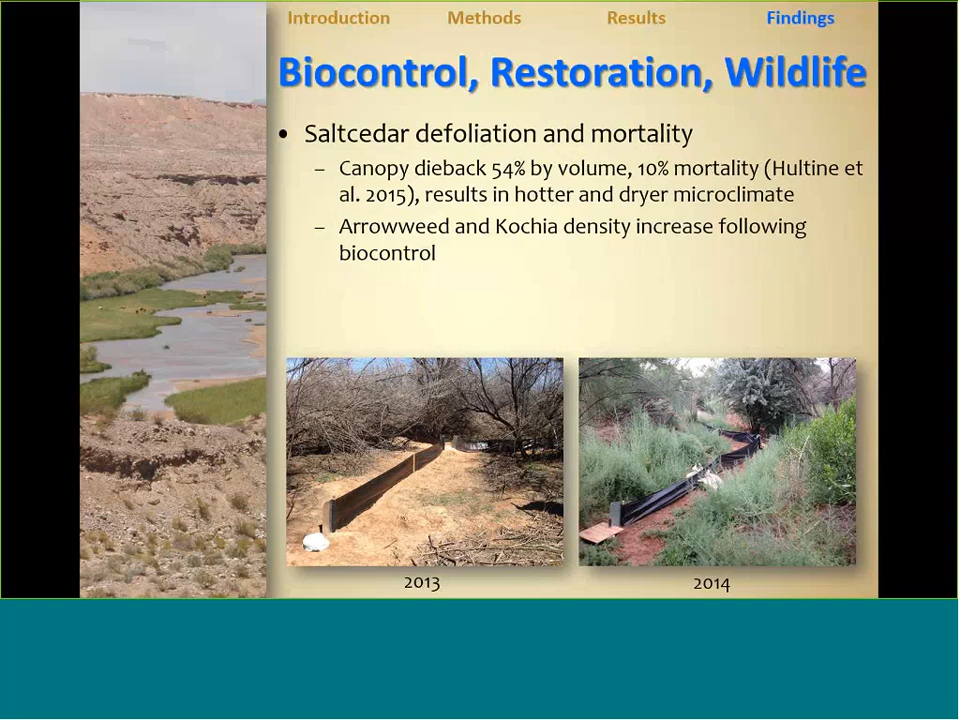 Introduction Methods Results Findings
Biocontrol, Restoration, Wildlife
• Saltcedar defoliation and mortality
– Canopy dieback 54% by volume, 10% mortality (Hultine et
al. 2015), results in hotter and dryer microclimate
– Arrowweed and Kochia density increase following
biocontrol
2013 2014